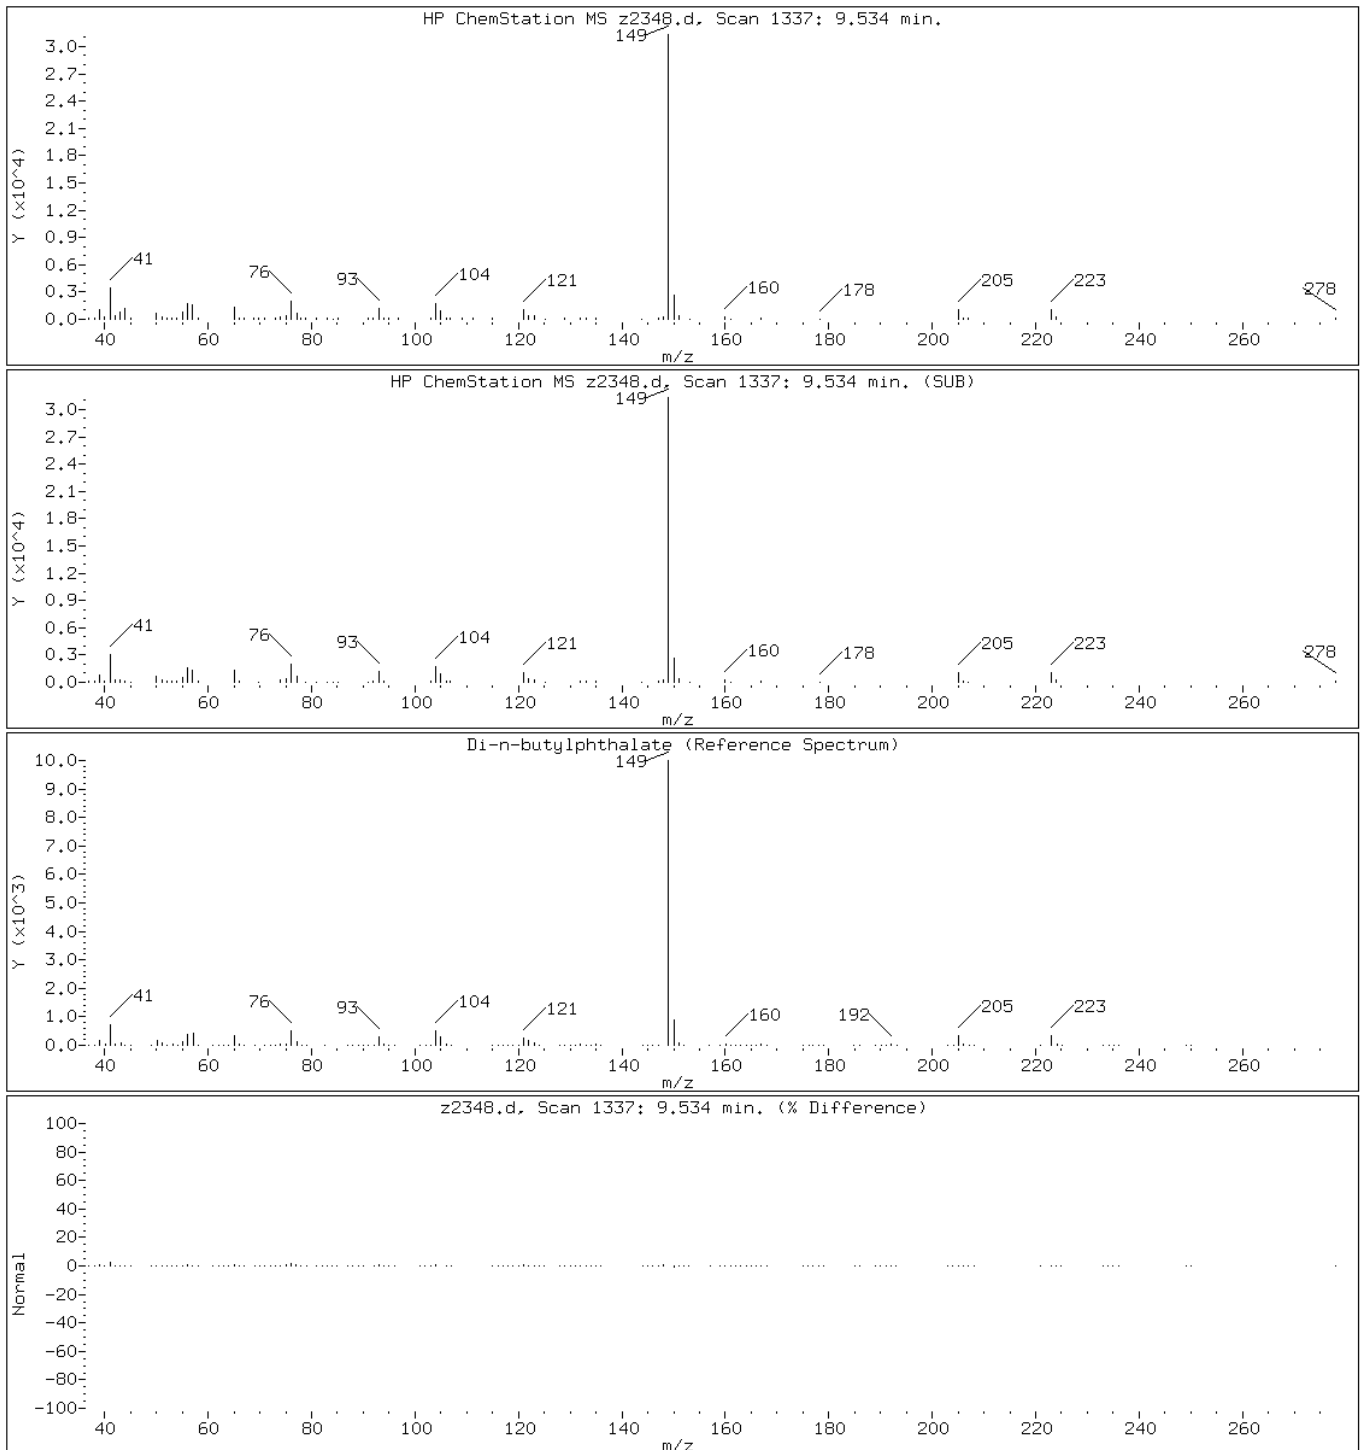 HP ChemStation MS z2348.d, Scan 1337: 9.534 min.
149
3.0
2.7
2.4
2.1
1.8
1.5
1.2
0.9
0.6
0.3
0.0
Y (x10^4)
41 76 93 104 121 160 178 205 223 278
40 60 80 100 120 140 160 180 200 220 240 260
m/z
HP ChemStation MS z2348.d, Scan 1337: 9.534 min. (SUB)
149
3.0
2.7
2.4
2.1
1.8
1.5
1.2
0.9
0.6
0.3
0.0
Y (x10^4)
41 76 93 104 121 160 178 205 223 278
40 60 80 100 120 140 160 180 200 220 240 260
m/z
Di-n-butylphthalate (Reference Spectrum)
149
10.0
9.0
8.0
7.0
6.0
5.0
4.0
3.0
2.0
1.0
0.0
Y (x10^3)
41 76 93 104 121 160 192 205 223
40 60 80 100 120 140 160 180 200 220 240 260
m/z
z2348.d, Scan 1337: 9.534 min. (% Difference)
100
80
60
40
20
0
-20
-40
-60
-80
-100
Normal
40 60 80 100 120 140 160 180 200 220 240 260
m/z